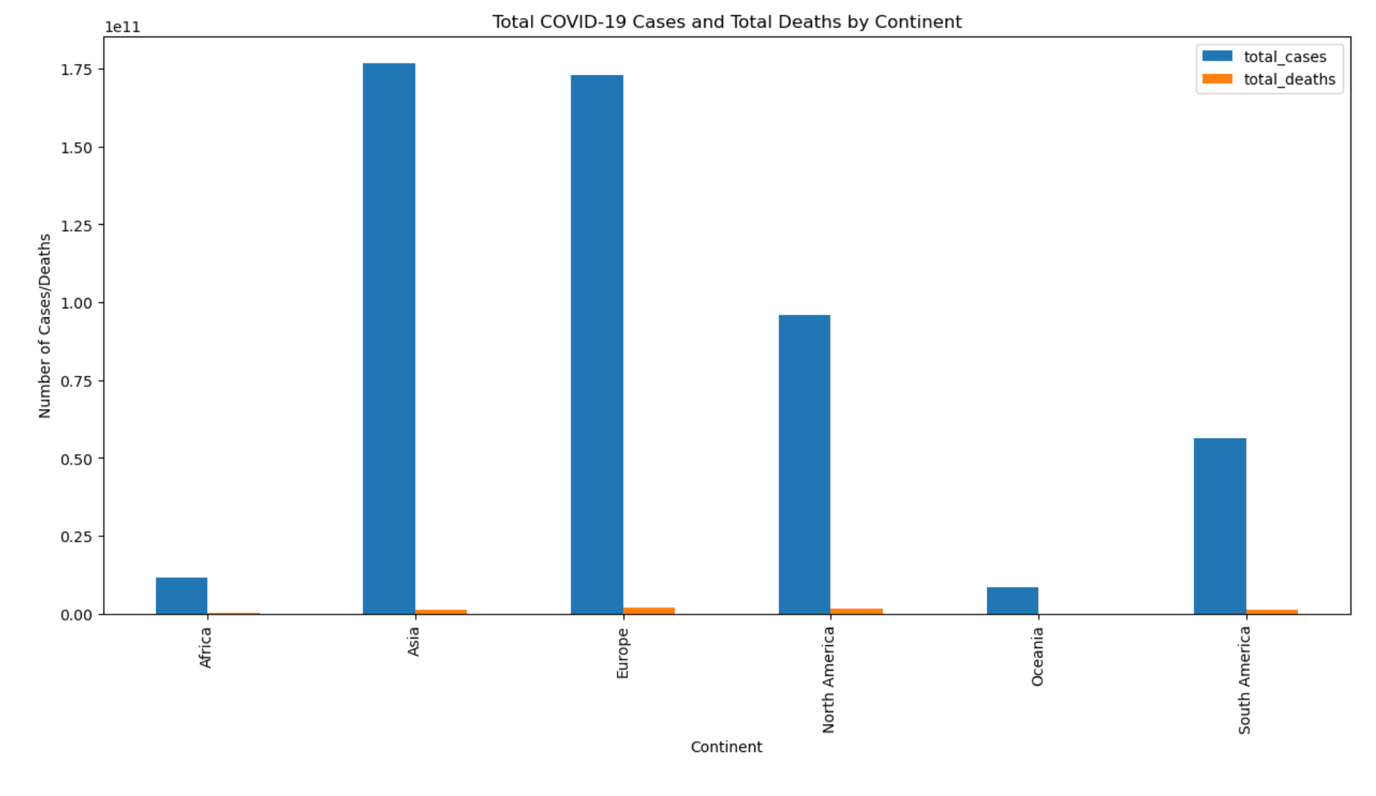 Total COVID-19 Cases and Total Deaths by Continent
1e11
total_cases
total_deaths
1.75
1.50
1.25
1.00
0.75
0.50
0.25
0.00
Number of Cases/Deaths
Africa
Asia
Europe
North America
Oceania
South America
Continent